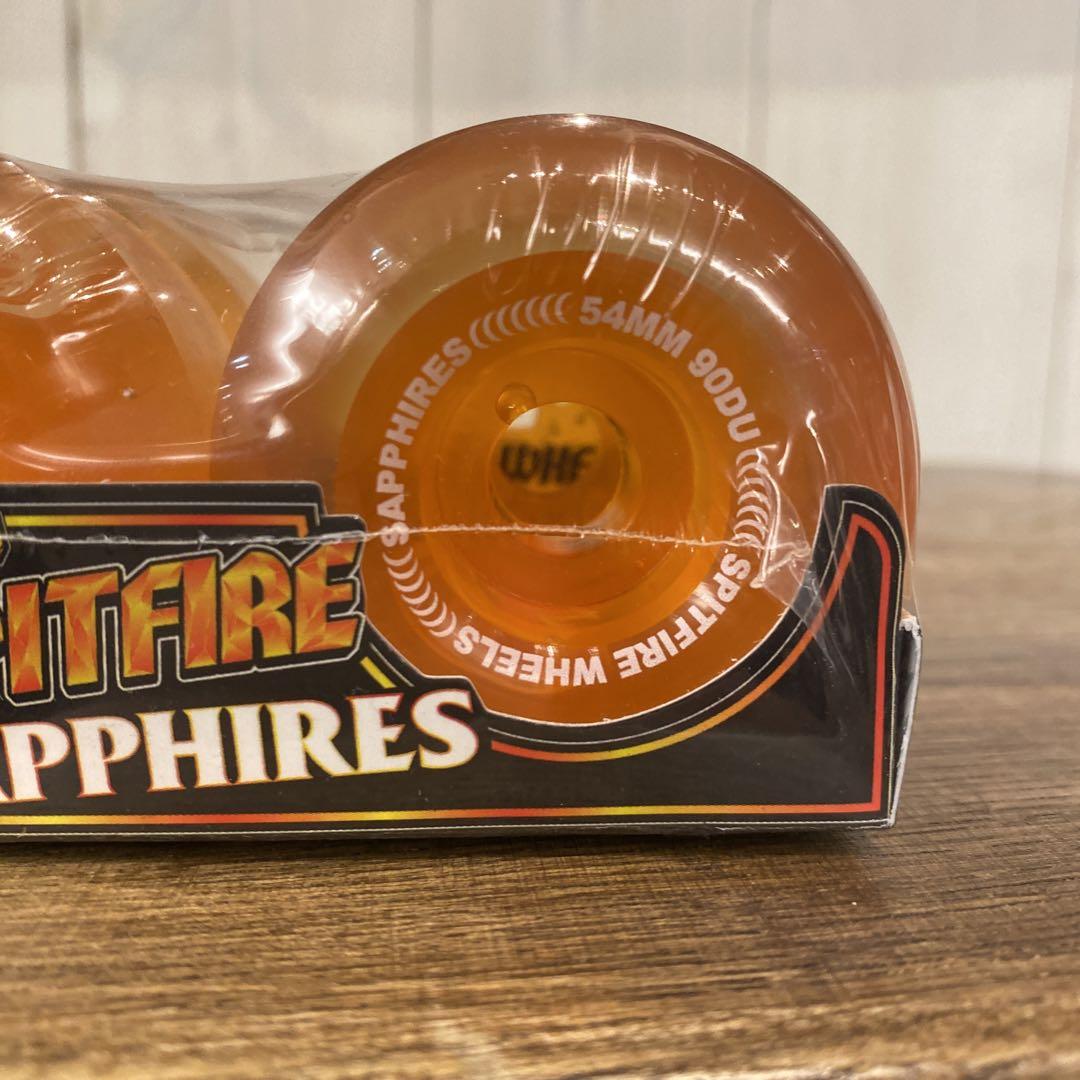 SAPPHIRES 54MM 90DU SPITFIRE WHEELS
WHF
ITFIRE
APPHIRES